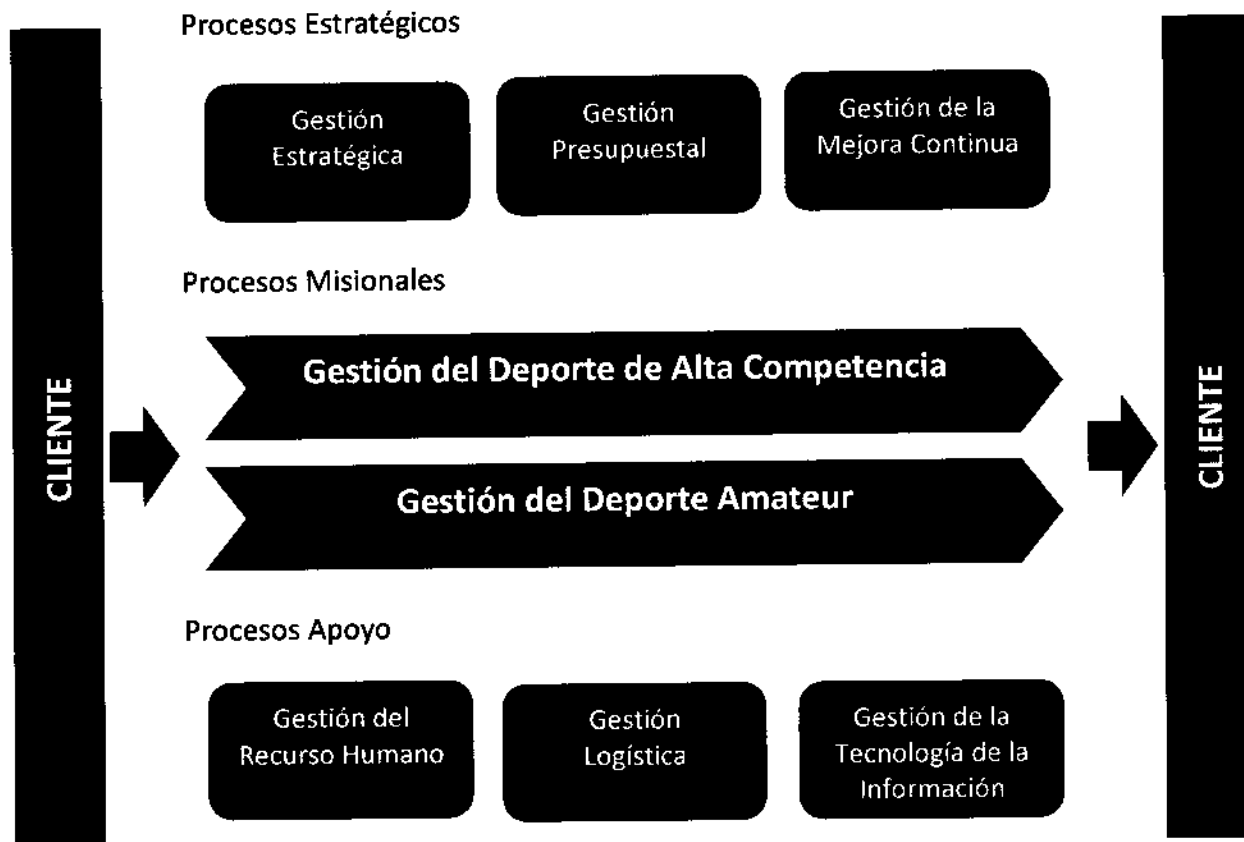 Procesos Estratégicos
Gestión
Estratégica
Gestión
Presupuestal
Gestión de la
Mejora Continua
Procesos Misionales
CLIENTE
Gestión del Deporte de Alta Competencia
Gestión del Deporte Amateur
CLIENTE
Procesos Apoyo
Gestión del
Recurso Humano
Gestión
Logística
Gestión de la
Tecnología de la
Información